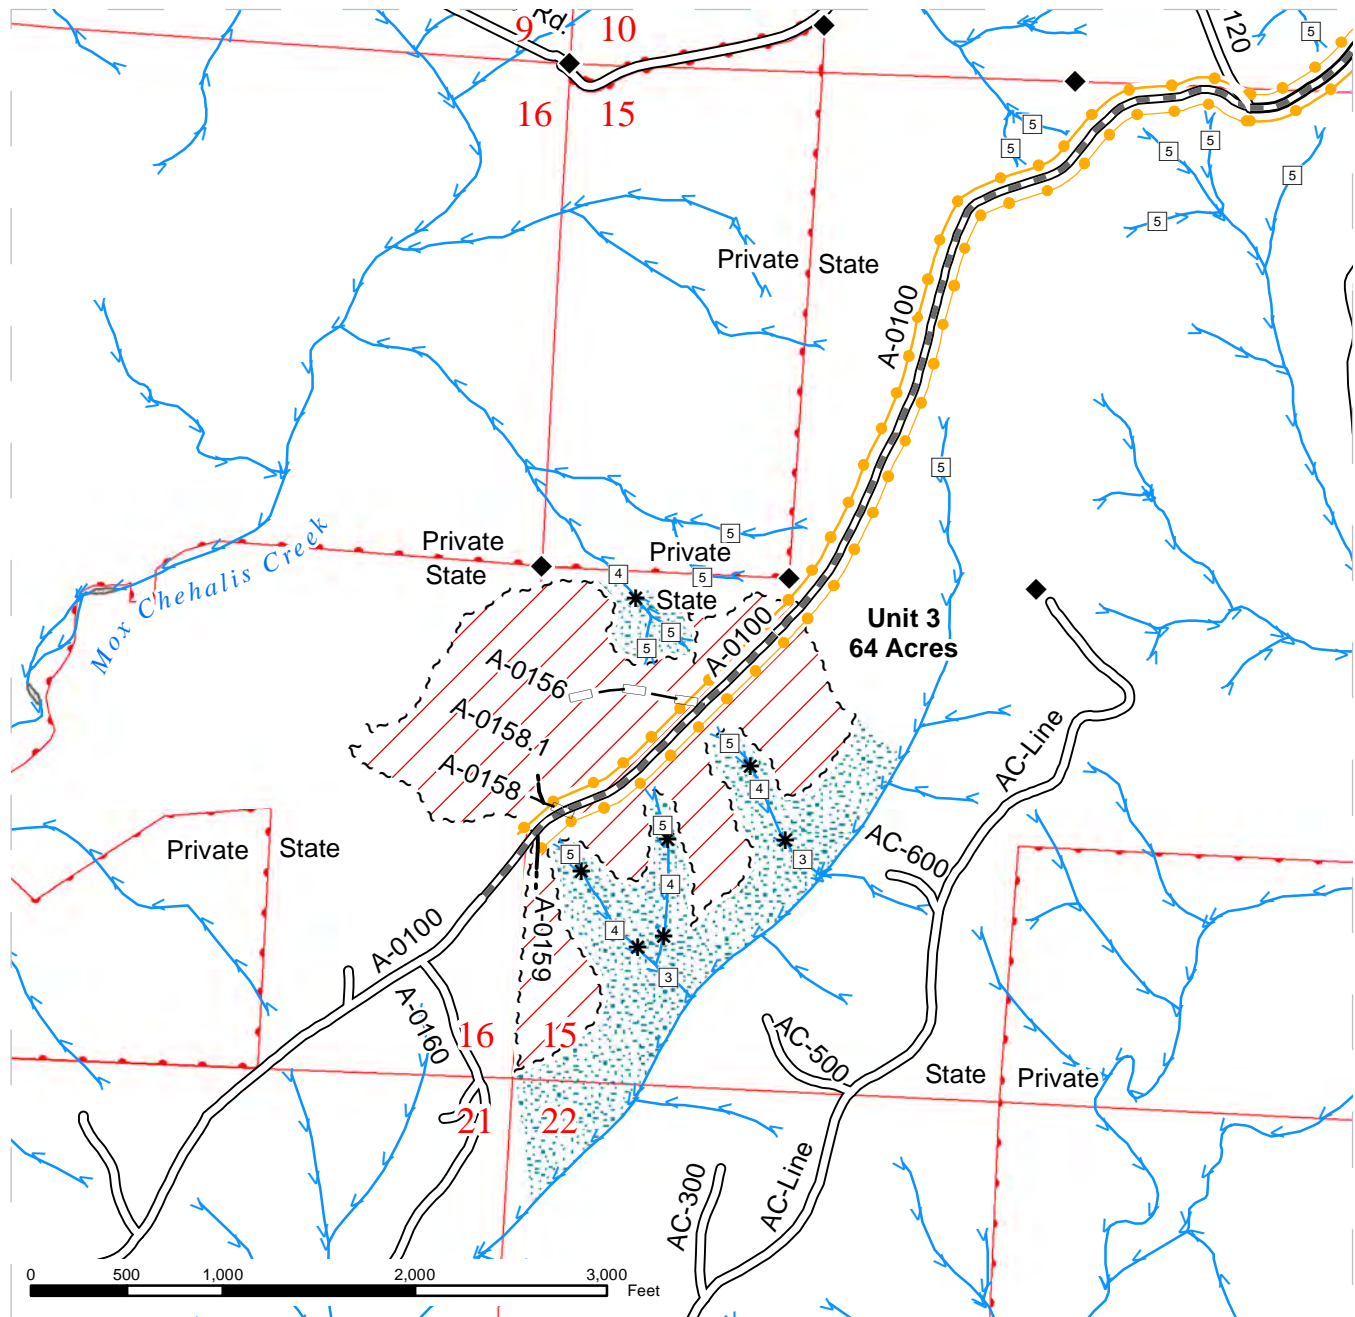 9
Rd.
10
120
5
16
15
5
5
5
5
5
5
Private
State
A-0100
5
Mox Chehalis Creek
Private
State
5
Private
4
5
State
5
5
A-0100
Unit 3
64 Acres
A-0156
A-0158.1
A-0158
5
4
AC-Line
Private
State
5
5
3
AC-600
4
A-0100
A-0159
4
3
A-0160
16
15
AC-500
State
Private
21
22
AC-300
AC-Line
0
500
1,000
2,000
3,000
Feet